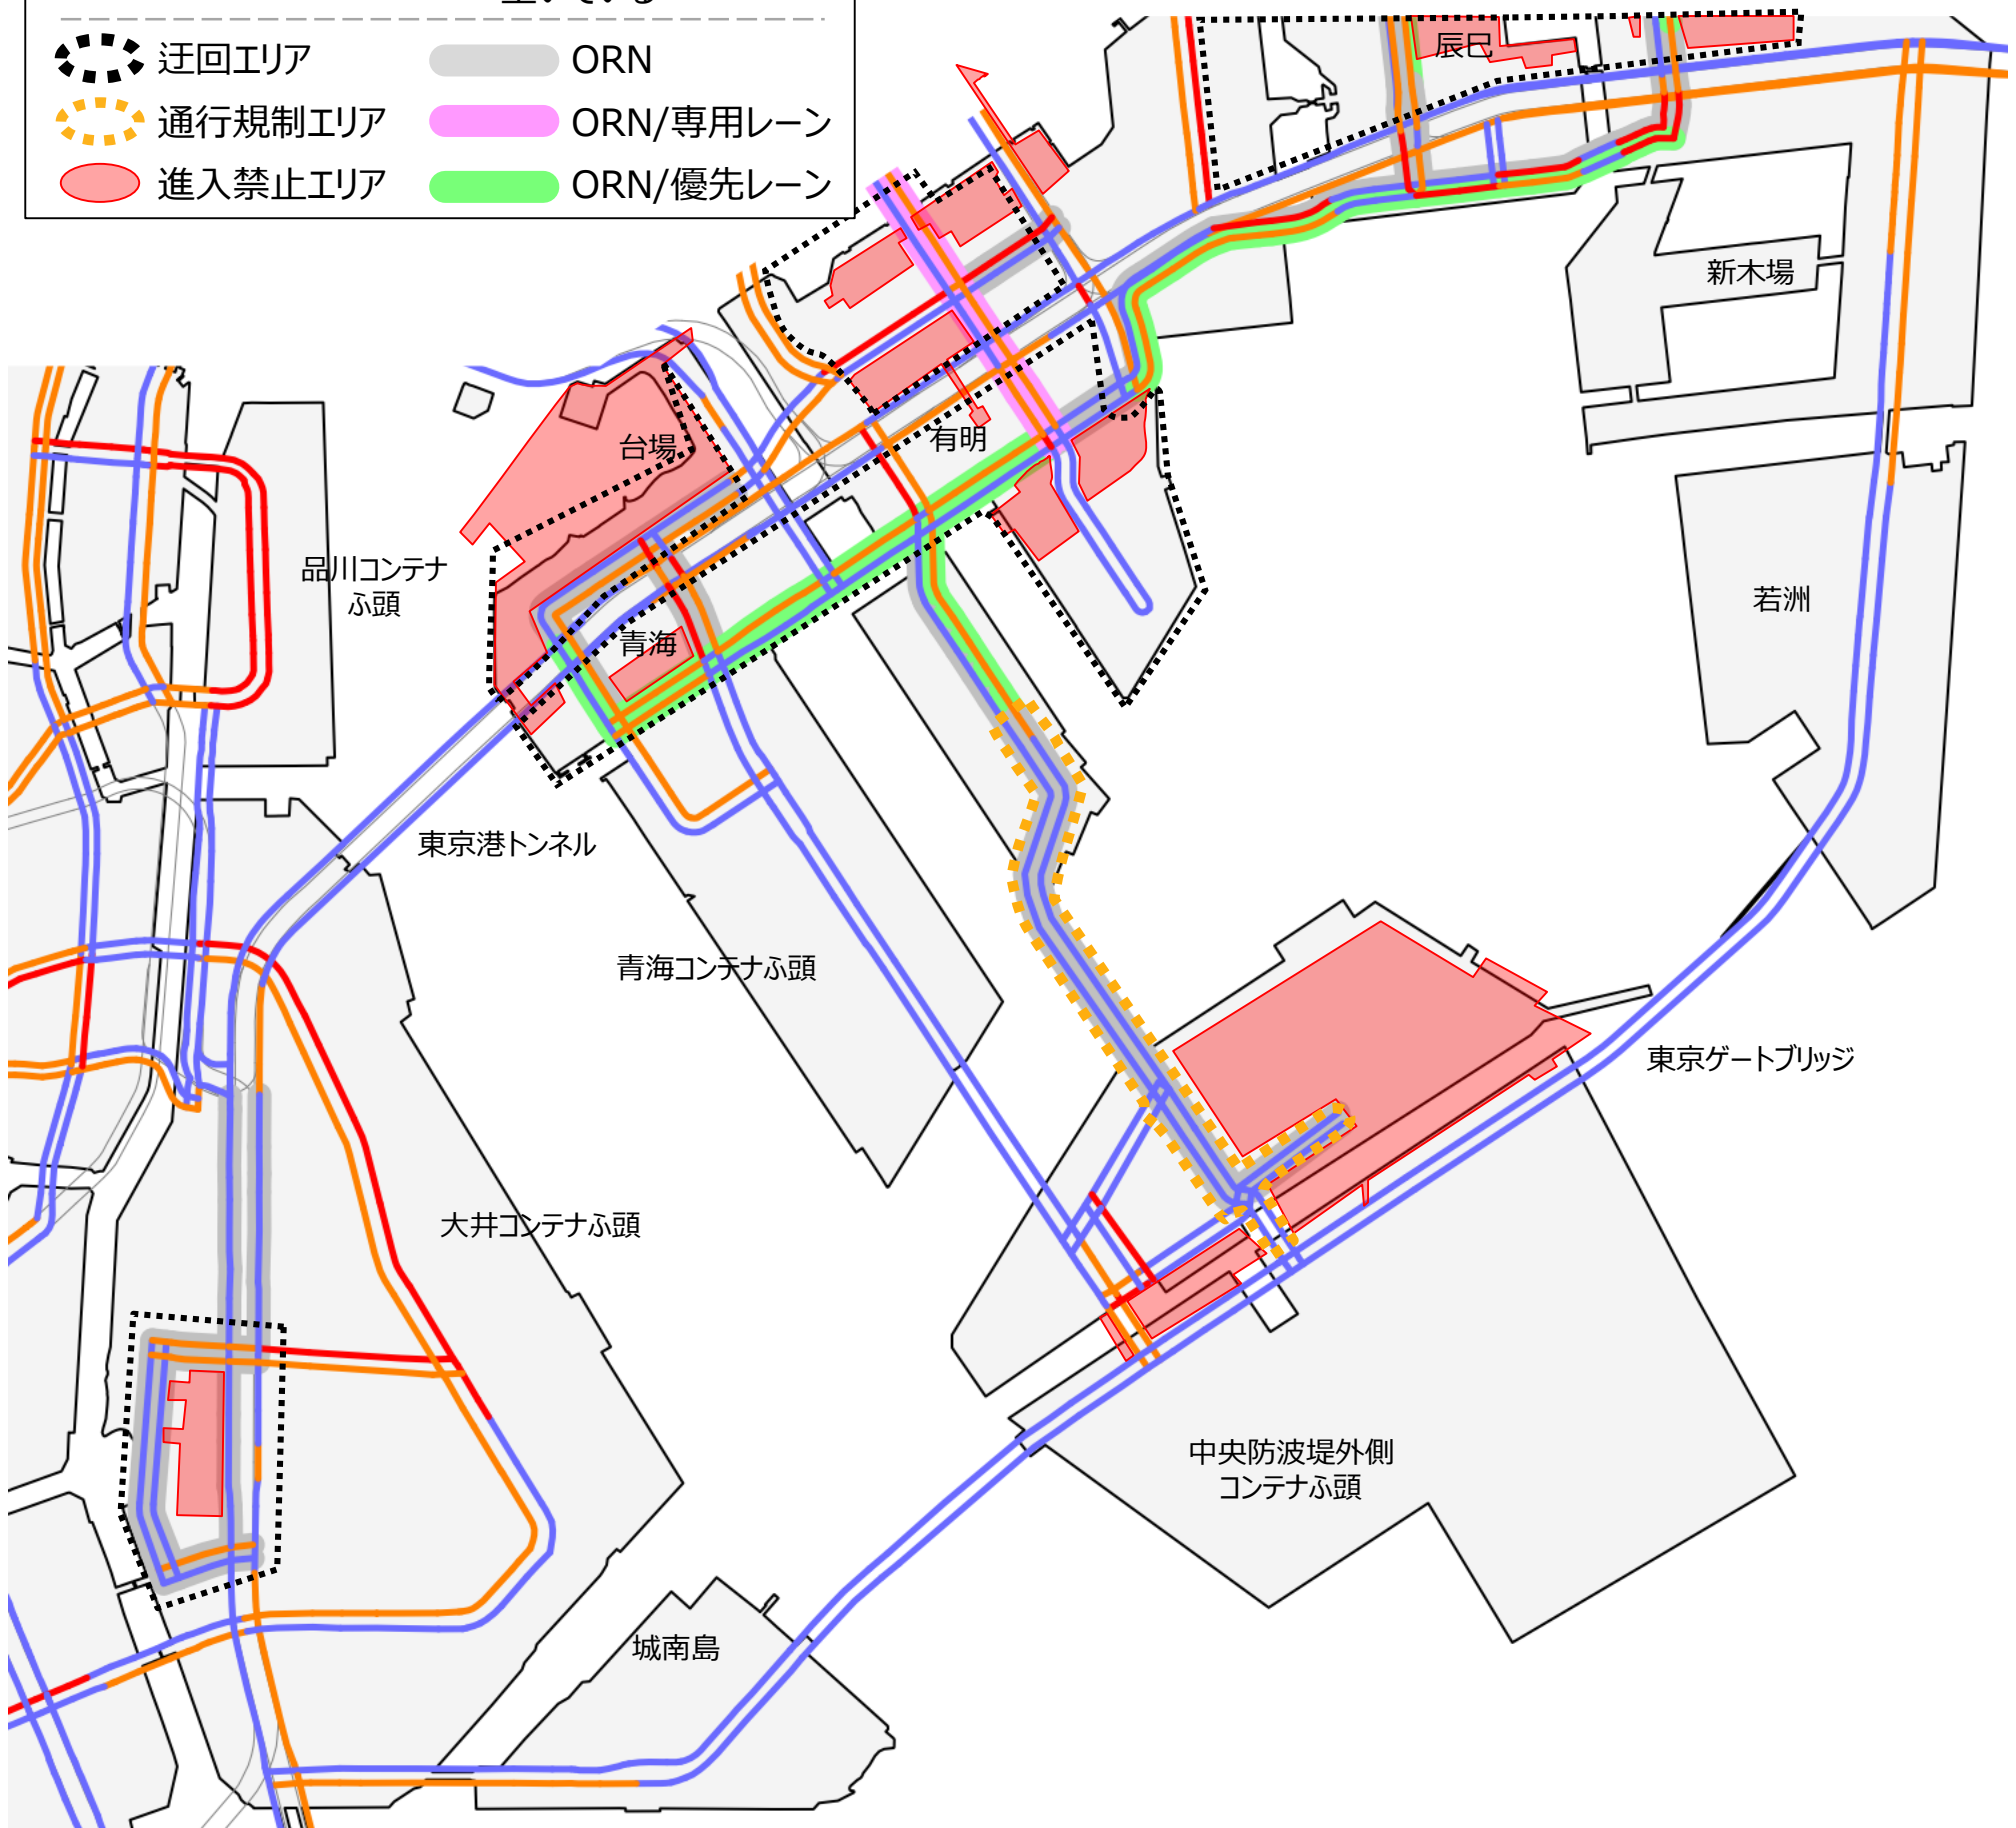 空いている
迂回エリア
ORN
通行規制エリア
ORN/専用レーン
進入禁止エリア
ORN/優先レーン
辰巳
新木場
有明
台場
品川コンテナ
ふ頭
若洲
青海
東京港トンネル
青海コンテナふ頭
東京ゲートブリッジ
大井コンテナふ頭
中央防波堤外側
コンテナふ頭
城南島